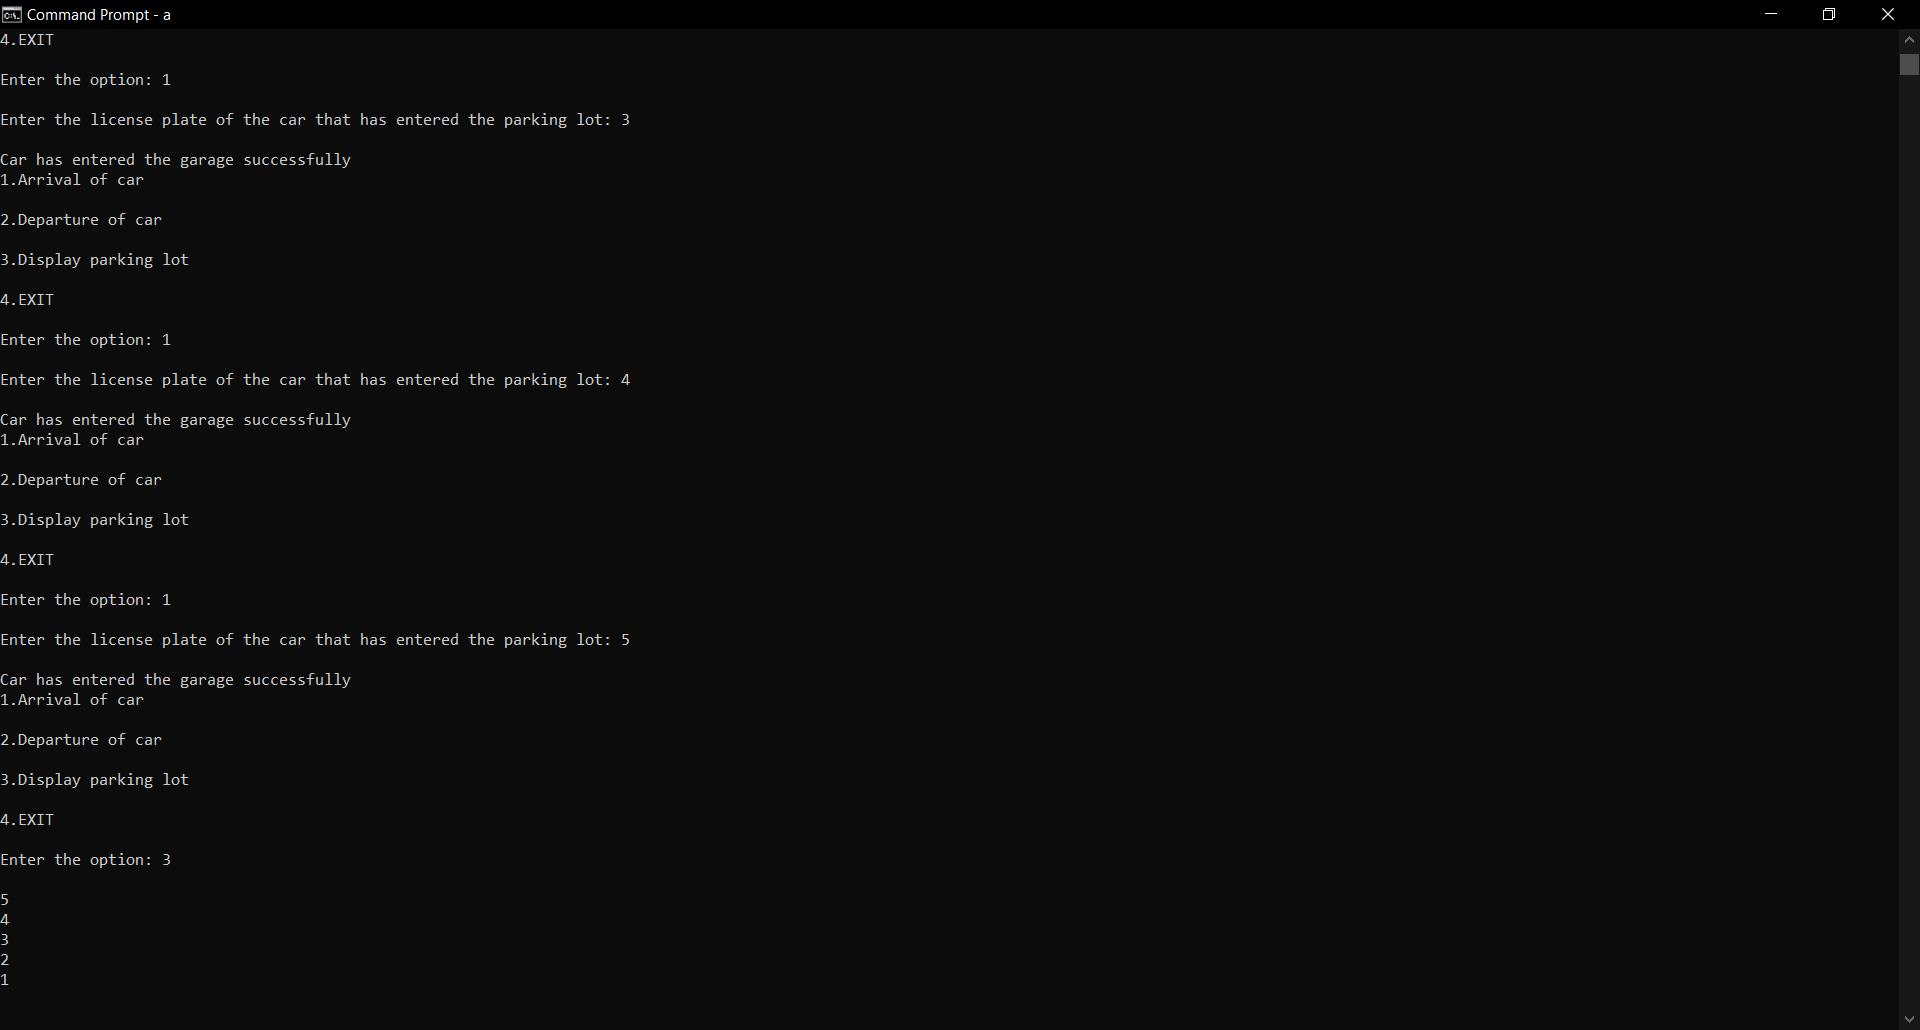 Command Prompt - a
4.EXIT
Enter the option: 1
Enter the license plate of the car that has entered the parking lot: 3
Car has entered the garage successfully
1.Arrival of car
2.Departure of car
3.Display parking lot
4.EXIT
Enter the option: 1
Enter the license plate of the car that has entered the parking lot: 4
Car has entered the garage successfully
1.Arrival of car
2.Departure of car
3.Display parking lot
4.EXIT
Enter the option: 1
Enter the license plate of the car that has entered the parking lot: 5
Car has entered the garage successfully
1.Arrival of car
2.Departure of car
3.Display parking lot
4.EXIT
Enter the option: 3
5
4
3
2
1